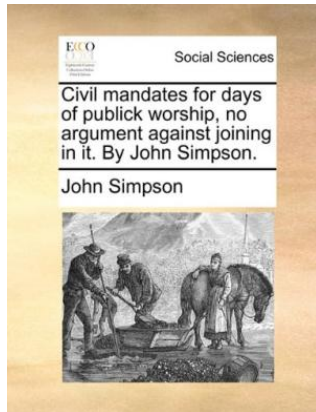 ECCO
Social Sciences
Civil mandates for days
of publick worship, no
argument against joining
in it. By John Simpson.
John Simpson